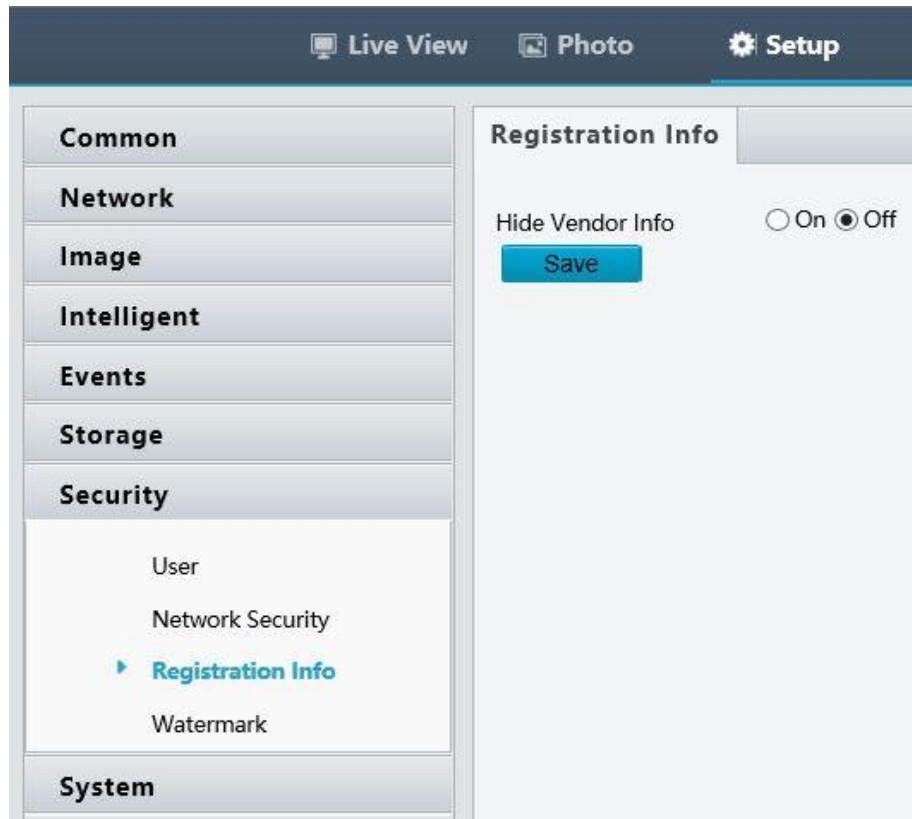 Live View Photo Setup
Common
Network
Image
Intelligent
Events
Storage
Security
User
Network Security
Registration Info
Watermark
System
Registration Info
Hide Vendor Info On Off
Save